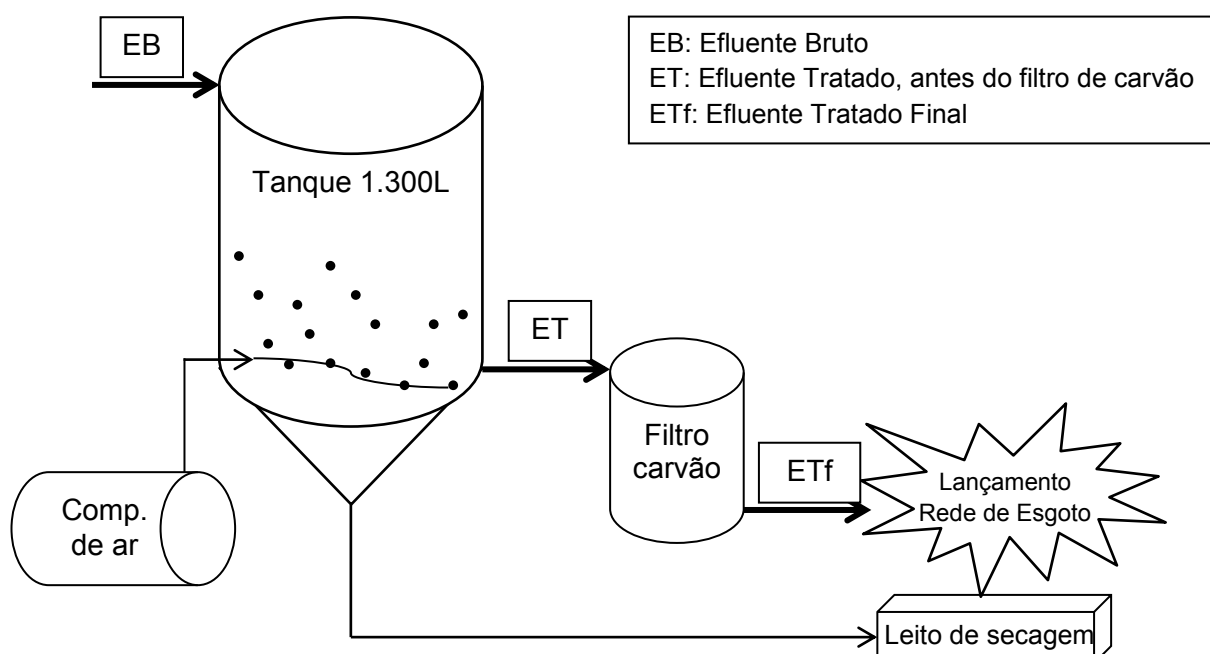 EB
EB: Efluente Bruto
ET: Efluente Tratado, antes do filtro de carvão
ETf: Efluente Tratado Final
Tanque 1.300L
ET
Filtro
carvão
ETf
Lançamento
Rede de Esgoto
Comp.
de ar
Leito de secagem